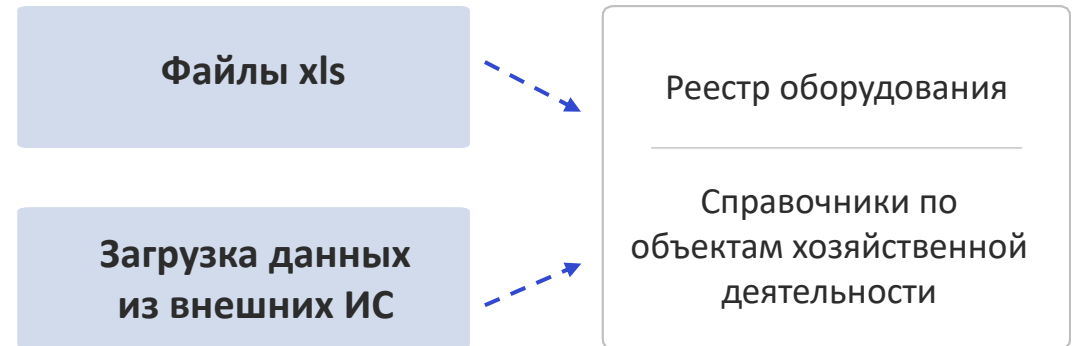 Файлы xls
Загрузка данных
из внешних ИС
Реестр оборудования
Справочники по
объектам хозяйственной
деятельности